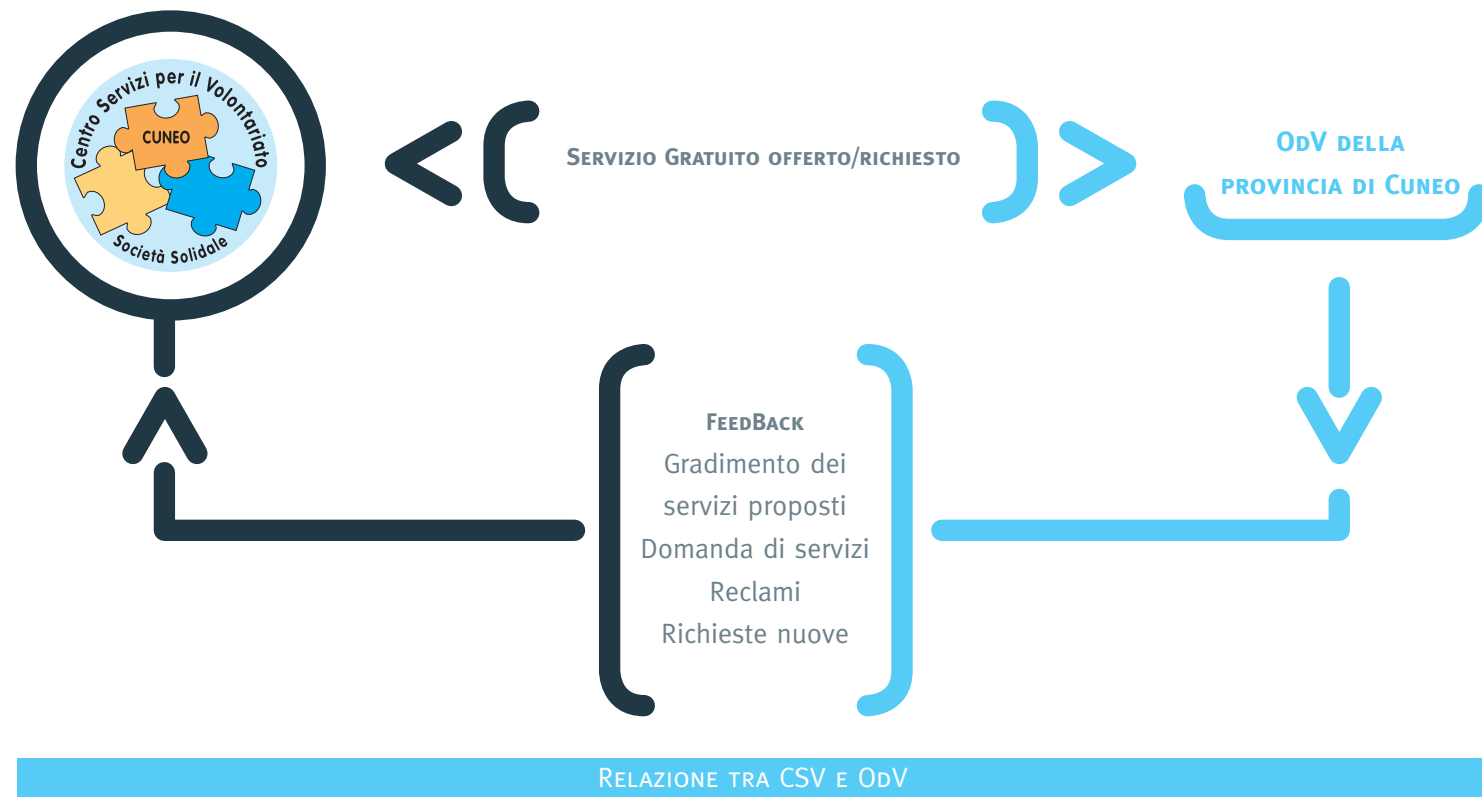 Centro Servizi per il Volontariato
CUNEO
Società Solidale
Servizio Gratuito offerto/richiesto
OdV della
provincia di Cuneo
FeedBack
Gradimento dei
servizi proposti
Domanda di servizi
Reclami
Richieste nuove
Relazione tra CSV e OdV